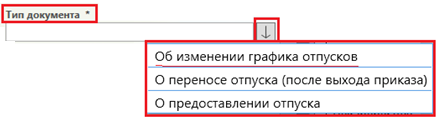 Тип документа *
Об изменении графика отпусков
О переносе отпуска (после выхода приказа)
О предоставлении отпуска